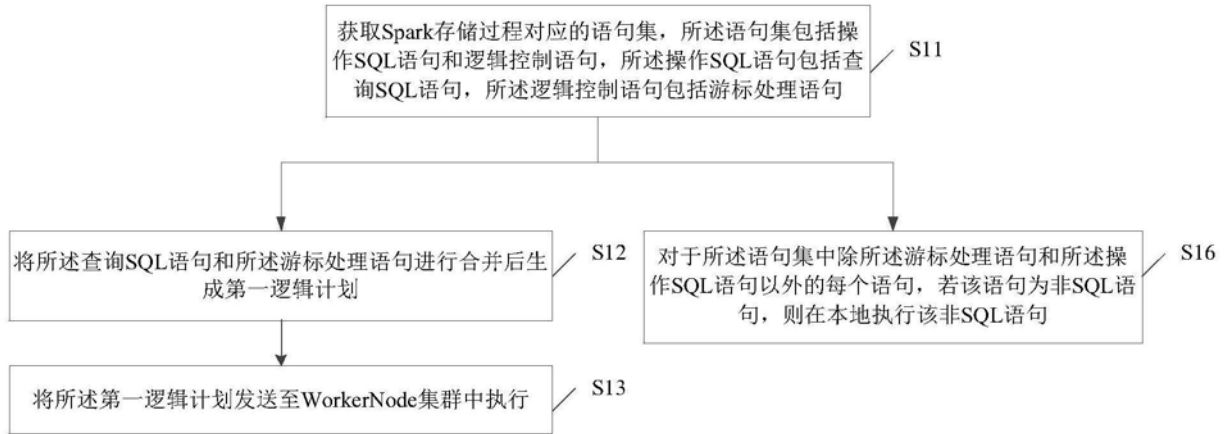 获取Spark存储过程对应的语句集，所述语句集包括操
作SQL语句和逻辑控制语句，所述操作SQL语句包括查
询SQL语句，所述逻辑控制语句包括游标处理语句
S11
将所述查询SQL语句和所述游标处理语句进行合并后生
成第一逻辑计划
S12
对于所述语句集中除所述游标处理语句和所述操
作SQL语句以外的每个语句，若该语句为非SQL语
句，则在本地执行该非SQL语句
S16
将所述第一逻辑计划发送至WorkerNode集群中执行
S13